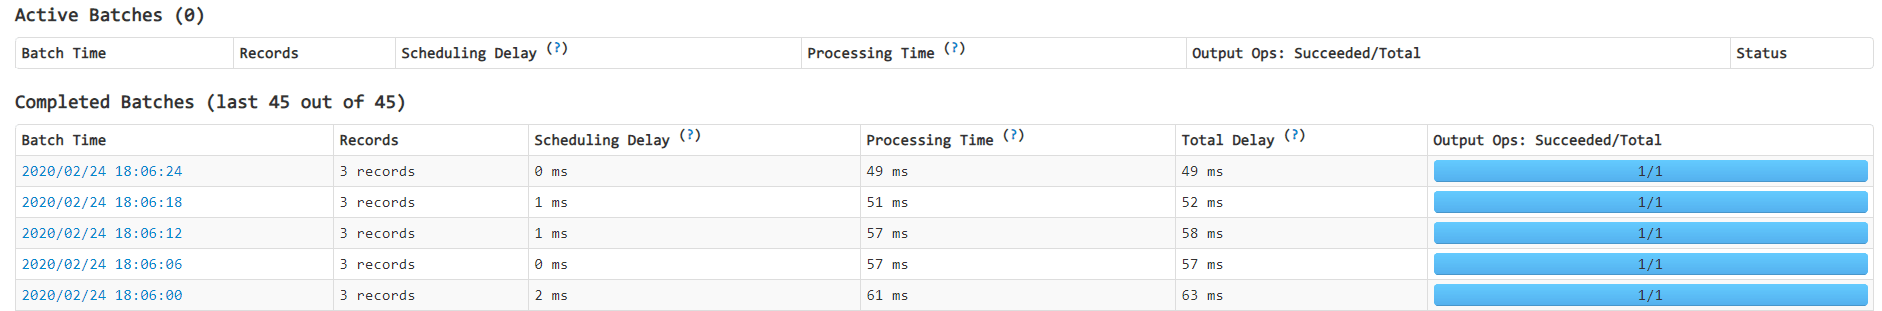 Active Batches (0)
Batch Time Records Scheduling Delay (?) Processing Time (?) Output Ops: Succeeded/Total Status
Completed Batches (last 45 out of 45)
Batch Time Records Scheduling Delay (?) Processing Time (?) Total Delay (?) Output Ops: Succeeded/Total
2020/02/24 18:06:24 3 records 0 ms 49 ms 49 ms 1/1
2020/02/24 18:06:18 3 records 1 ms 51 ms 52 ms 1/1
2020/02/24 18:06:12 3 records 1 ms 57 ms 58 ms 1/1
2020/02/24 18:06:06 3 records 0 ms 57 ms 57 ms 1/1
2020/02/24 18:06:00 3 records 2 ms 61 ms 63 ms 1/1